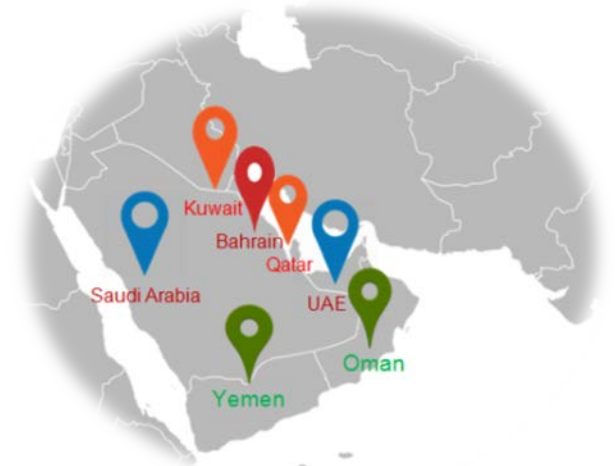 Kuwait
Bahrain
Qatar
Saudi Arabia
UAE
Oman
Yemen